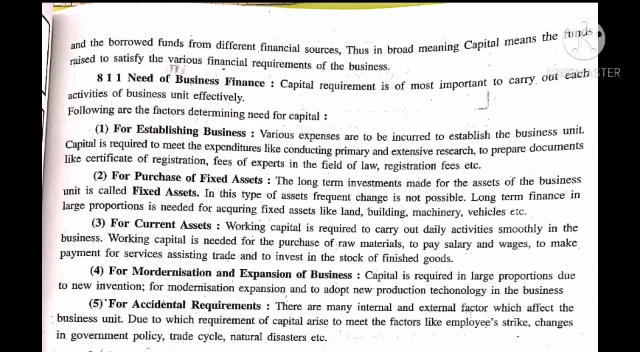 and the borrowed funds from different financial sources, Thus in broad meaning Capital means the funds
raised to satisfy the various financial requirements of the business.
8 1 1 Need of Business Finance : Capital requirement is of most important to carry out each
activities of business unit effectively.
Following are the factors determining need for capital :
(1) For Establishing Business : Various expenses are to be incurred to establish the business unit.
Capital is required to meet the expenditures like conducting primary and extensive research, to prepare documents
like certificate of registration, fees of experts in the field of law, registration fees etc.
(2) For Purchase of Fixed Assets : The long term investments made for the assets of the business
unit is called Fixed Assets. In this type of assets frequent change is not possible. Long term finance in
large proportions is needed for acquring fixed assets like land, building, machinery, vehicles etc.
(3) For Current Assets : Working capital is required to carry out daily activities smoothly in the
business. Working capital is needed for the purchase of raw materials, to pay salary and wages, to make
payment for services assisting trade and to invest in the stock of finished goods.
(4) For Mordernisation and Expansion of Business : Capital is required in large proportions due
to new invention; for modernisation expansion and to adopt new production techonology in the business
(5) For Accidental Requirements : There are many internal and external factor which affect the
business unit. Due to which requirement of capital arise to meet the factors like employee's strike, changes
in government policy, trade cycle, natural disasters etc.